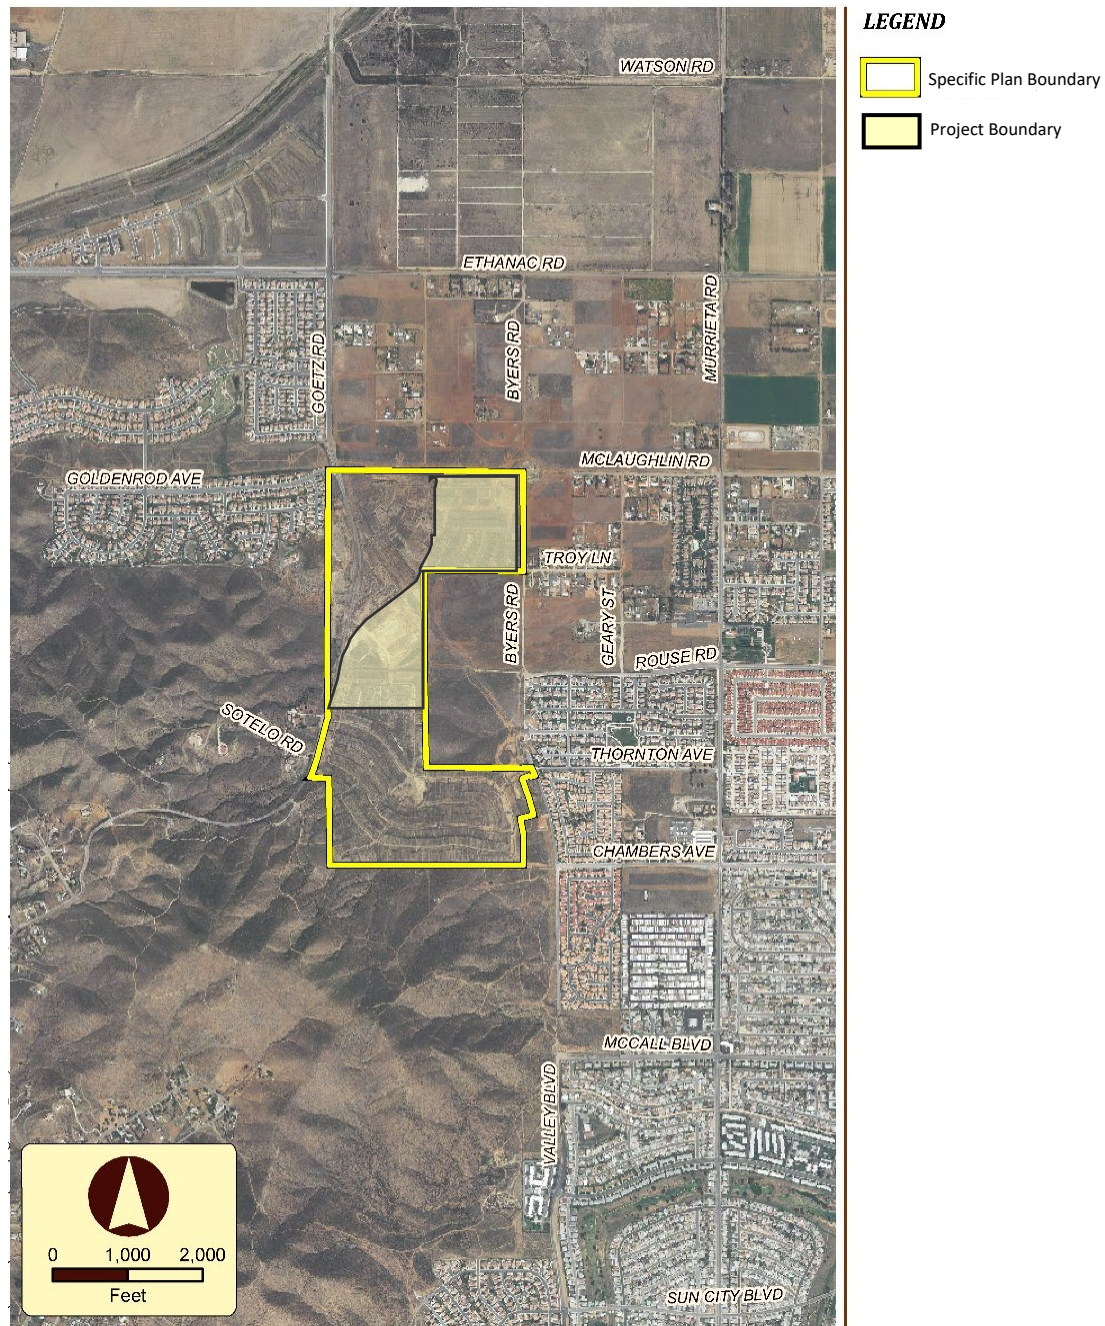 LEGEND
Specific Plan Boundary
Project Boundary
WATSON RD
ETHANAC RD
GOETZ RD
BYERS RD
MURRIETA RD
MCLAUGHLIN RD
GOLDENROD AVE
TROY LN
BYERS RD
GEARY ST
ROUSE RD
SOTELO RD
THORNTON AVE
CHAMBERS AVE
MCCALL BLVD
VALLEY BLVD
SUN CITY BLVD
0 1,000 2,000
Feet